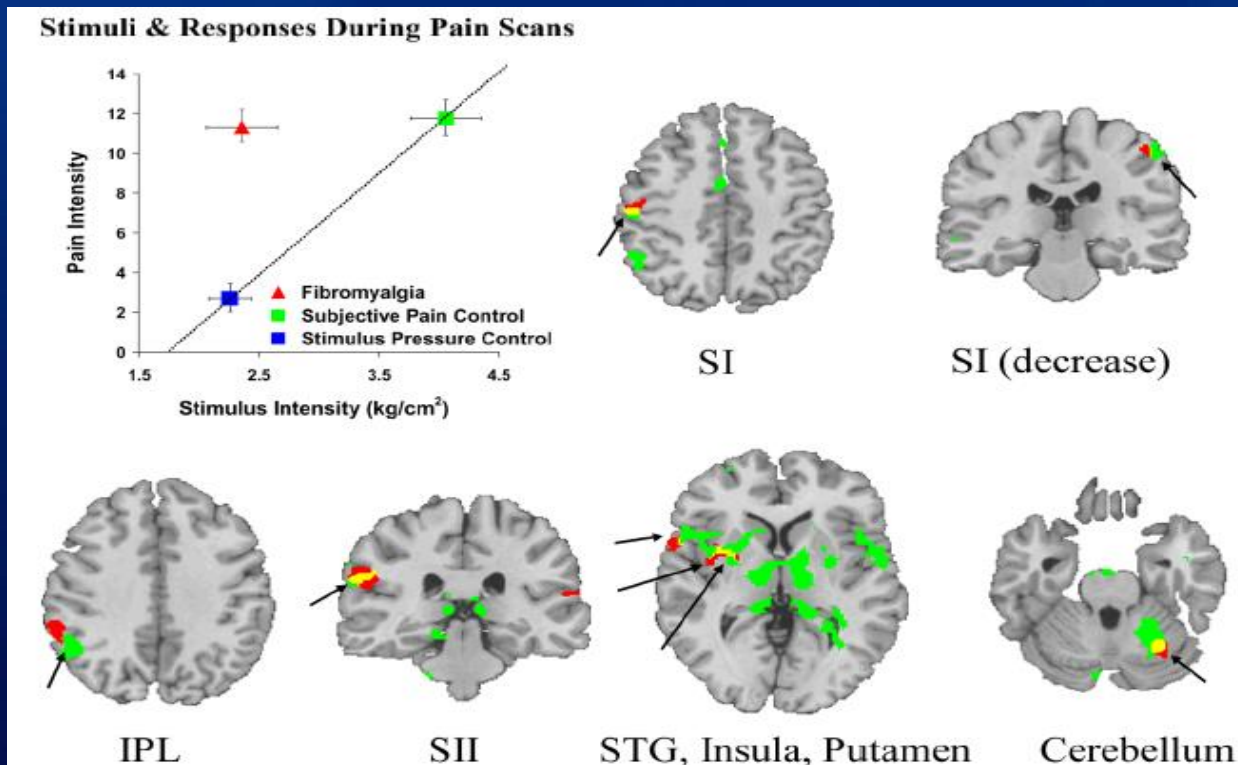 Stimuli & Responses During Pain Scans
14
12
10
8
6
4
2
0
Pain Intensity
Fibromyalgia
Subjective Pain Control
Stimulus Pressure Control
1.5 2.5 3.5 4.5
Stimulus Intensity (kg/cm²)
SI
SI (decrease)
IPL
SII
STG, Insula, Putamen
Cerebellum